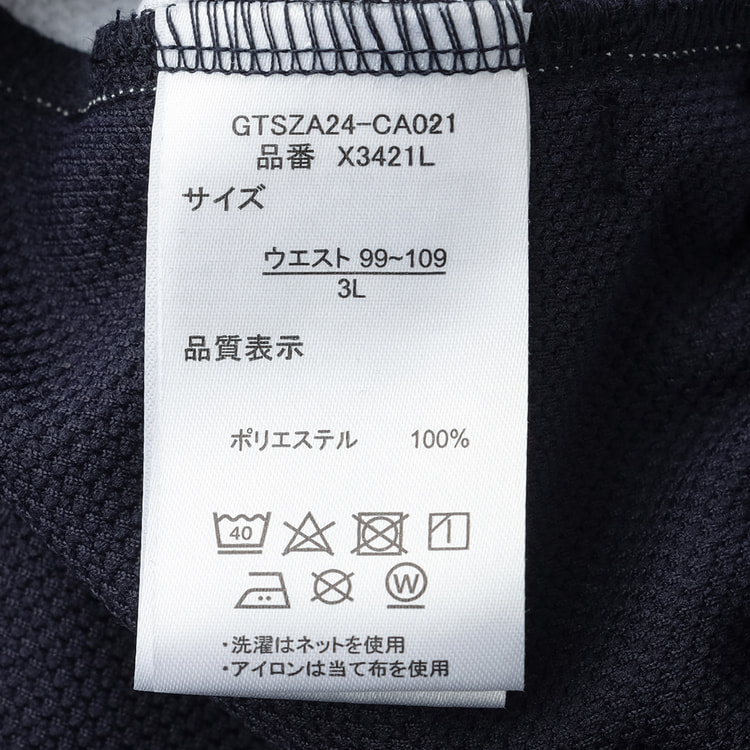 GTSZA24-CA021
品番 X3421L
サイズ
ウエスト 99~109
3L
品質表示
ポリエステル 100%
40
W
・洗濯はネットを使用
・アイロンは当て布を使用